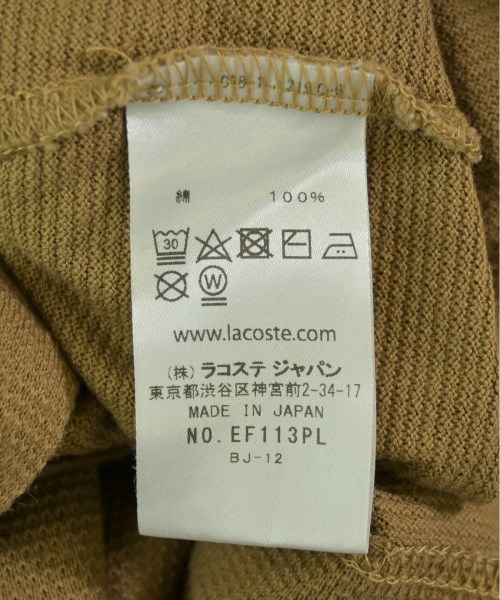 綿 100%
30
W
www.lacoste.com
(株) ラコステ ジャパン
東京都渋谷区神宮前2-34-17
MADE IN JAPAN
NO. EF113PL
BJ-12